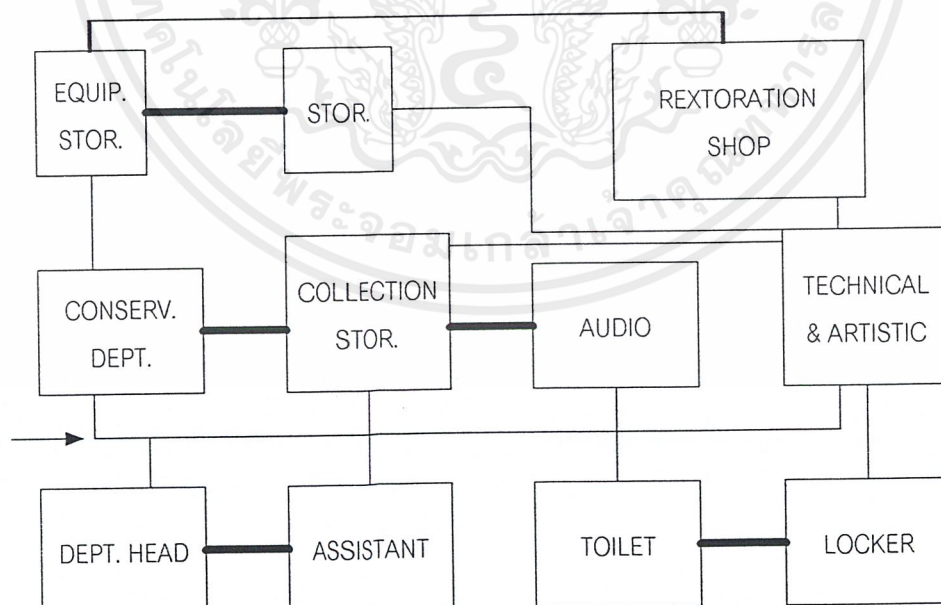 EQUIP.
STOR.
STOR.
REXTORATION
SHOP
CONSERV.
DEPT.
COLLECTION
STOR.
AUDIO
TECHNICAL
& ARTISTIC
DEPT. HEAD
ASSISTANT
TOILET
LOCKER